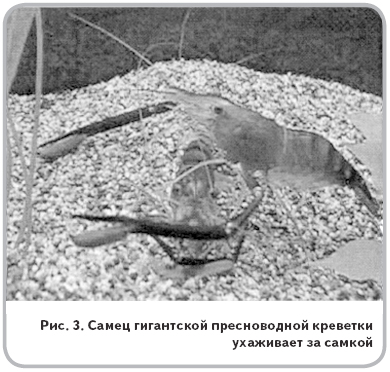 Рис. 3. Самец гигантской пресноводной креветки
ухаживает за самкой